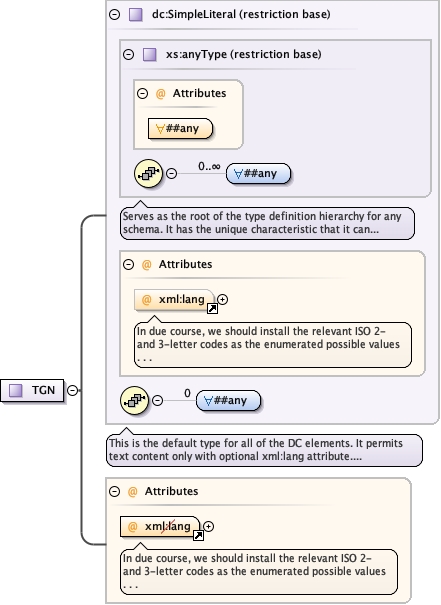 dc:SimpleLiteral (restriction base)
xs:anyType (restriction base)
@ Attributes
∀##any
0..∞
∀##any
Serves as the root of the type definition hierarchy for any
schema. It has the unique characteristic that it can...
@ Attributes
@ xml:lang
In due course, we should install the relevant ISO 2-
and 3-letter codes as the enumerated possible values
. . .
TGN
0
∀##any
This is the default type for all of the DC elements. It permits
text content only with optional xml:lang attribute....
@ Attributes
@ xml:lang
In due course, we should install the relevant ISO 2-
and 3-letter codes as the enumerated possible values
. . .